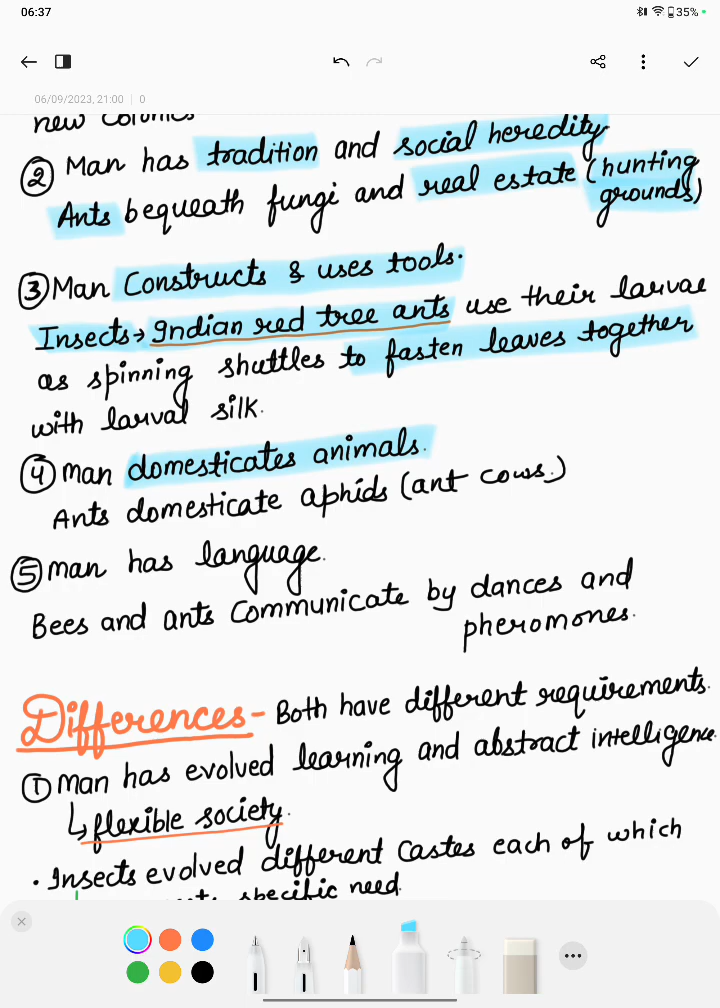 06:37
35%
06/09/2023, 21:00 | 0
new colonies
② Man has tradition and social heredity
Ants bequeath fungi and real estate (hunting
grounds)
③ Man Constructs & uses tools.
Insects → Indian red tree ants use their larvae
as spinning shuttles to fasten leaves together
with larval silk.
④ Man domesticates animals.
Ants domesticate aphids (ant cows.)
⑤ Man has language.
Bees and ants Communicate by dances and
pheromones.
Differences - Both have different requirements.
① Man has evolved learning and abstract intelligence.
↳ flexible society.
• Insects evolved different Castes each of which
specific need.